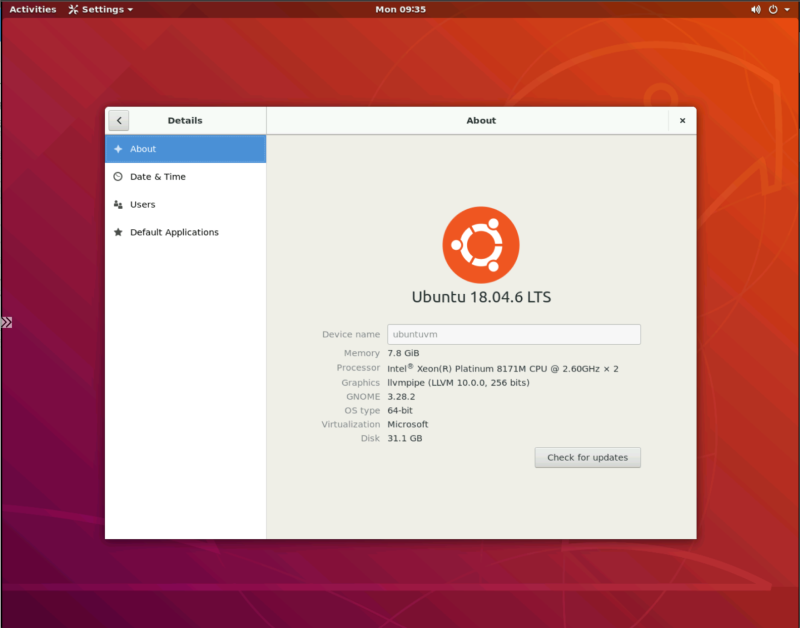 Activities Settings Mon 09:35
Details About
About
Date & Time
Users
Default Applications
Ubuntu 18.04.6 LTS
Device name ubuntuvm
Memory 7.8 GiB
Processor Intel® Xeon(R) Platinum 8171M CPU @ 2.60GHz × 2
Graphics llvmpipe (LLVM 10.0.0, 256 bits)
GNOME 3.28.2
OS type 64-bit
Virtualization Microsoft
Disk 31.1 GB
Check for updates